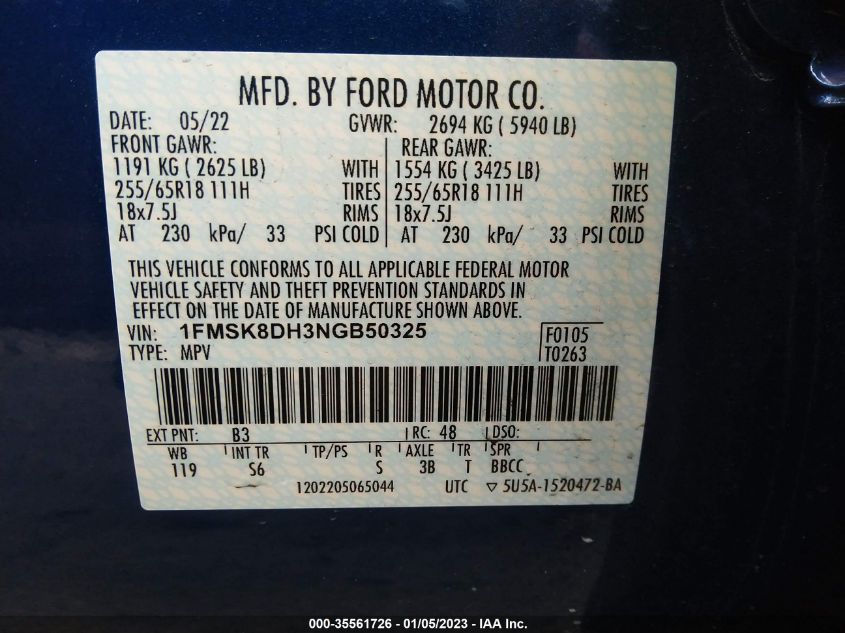 MFD. BY FORD MOTOR CO.
DATE: 05/22 GVWR: 2694 KG ( 5940 LB)
FRONT GAWR: REAR GAWR:
1191 KG ( 2625 LB) WITH 1554 KG ( 3425 LB) WITH
255/65R18 111H TIRES 255/65R18 111H TIRES
18x7.5J RIMS 18x7.5J RIMS
AT 230 kPa/ 33 PSI COLD AT 230 kPa/ 33 PSI COLD
THIS VEHICLE CONFORMS TO ALL APPLICABLE FEDERAL MOTOR
VEHICLE SAFETY AND THEFT PREVENTION STANDARDS IN
EFFECT ON THE DATE OF MANUFACTURE SHOWN ABOVE.
VIN: 1FMSK8DH3NGB50325 F0105
TYPE: MPV T0263
EXT PNT: B3 RC: 48 DSO:
WB INT TR TP/PS R AXLE TR SPR
119 S6 S 3B T BBCC
1202205065044 UTC ▽ 5U5A-1520472-BA
000-35561726 - 01/05/2023 - IAA Inc.